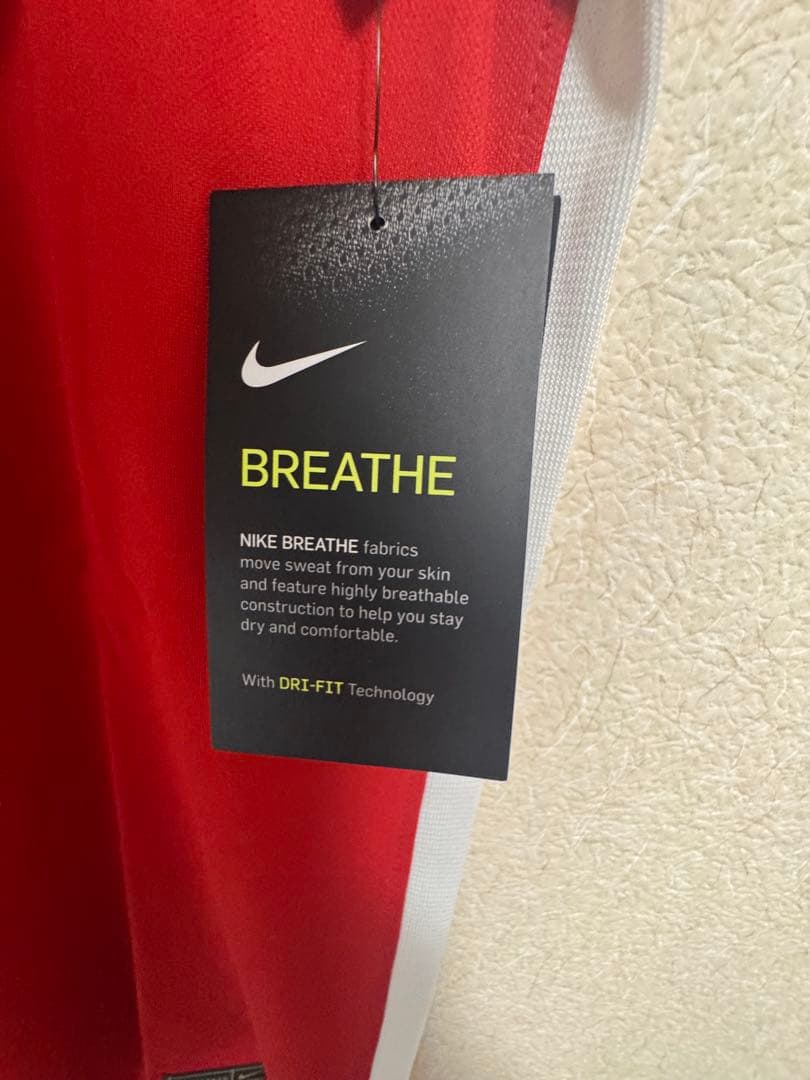 BREATHE
NIKE BREATHE fabrics
move sweat from your skin
and feature highly breathable
construction to help you stay
dry and comfortable.
With DRI-FIT Technology